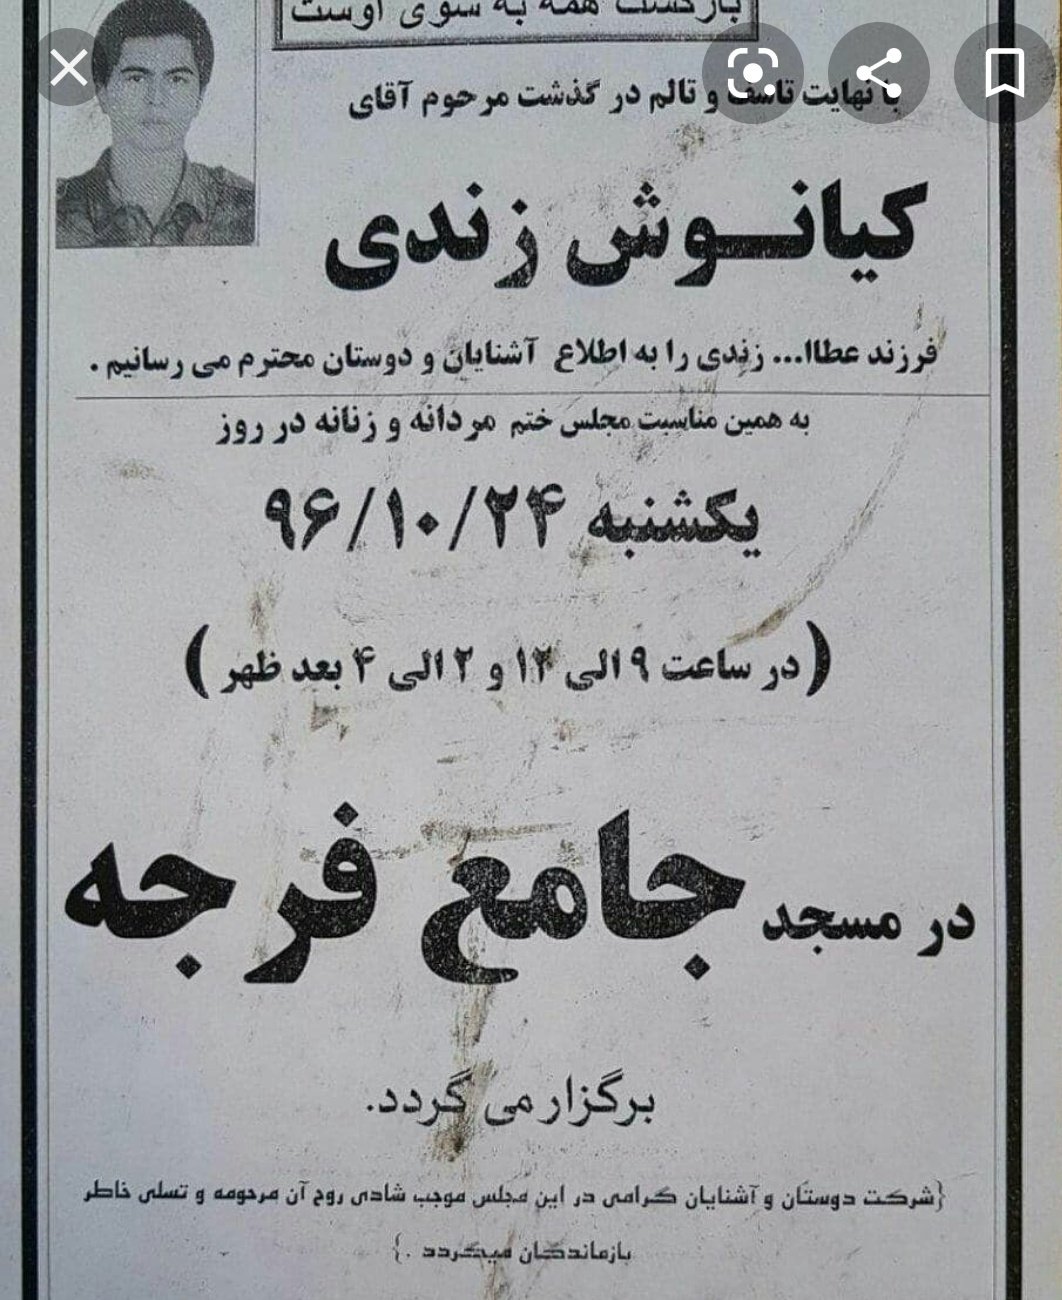 بازگشت همه به سوی اوست
با نهایت تاسف و تالم در گذشت مرحوم آقای
کیانوش زندی
فرزند عطاا... زندی را به اطلاع آشنایان و دوستان محترم می رسانیم .
به همین مناسبت مجلس ختم مردانه و زنانه در روز
یکشنبه ۹۶/۱۰/۲۴
( در ساعت ۹ الی ۱۲ و ۲ الی ۴ بعد ظهر )
در مسجد جامع فرجه
برگزار می گردد.
{شرکت دوستان و آشنایان گرامی در این مجلس موجب شادی روح آن مرحومه و تسلی خاطر
بازماندگان میگردد .}